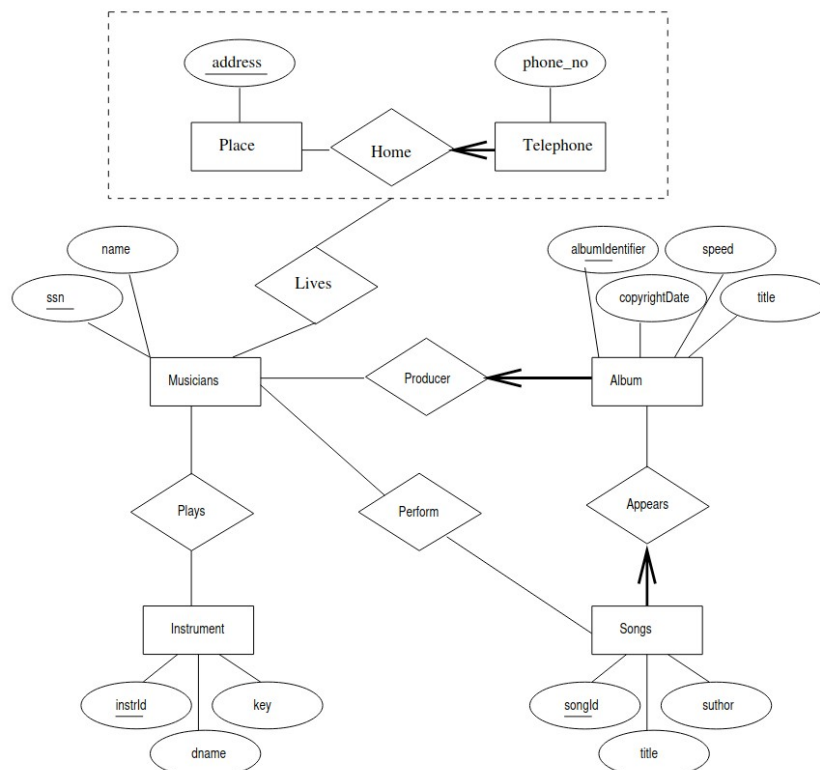 address
phone_no
Place
Home
Telephone
name
ssn
Lives
albumIdentifier
speed
copyrightDate
title
Musicians
Producer
Album
Plays
Perform
Appears
Instrument
Songs
instrId
key
dname
songId
suthor
title